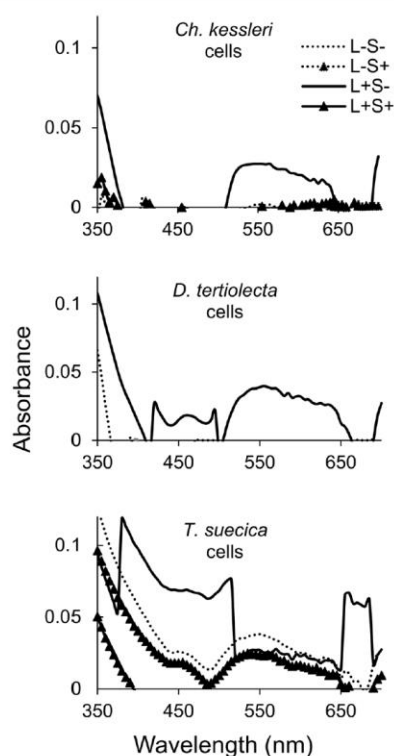 Ch. kessleri
cells
L-S-
L-S+
L+S-
L+S+
0.1
0.05
0
350
450
550
650
D. tertiolecta
cells
0.1
0.05
0
350
450
550
650
Absorbance
T. suecica
cells
0.1
0.05
0
350
450
550
650
Wavelength (nm)